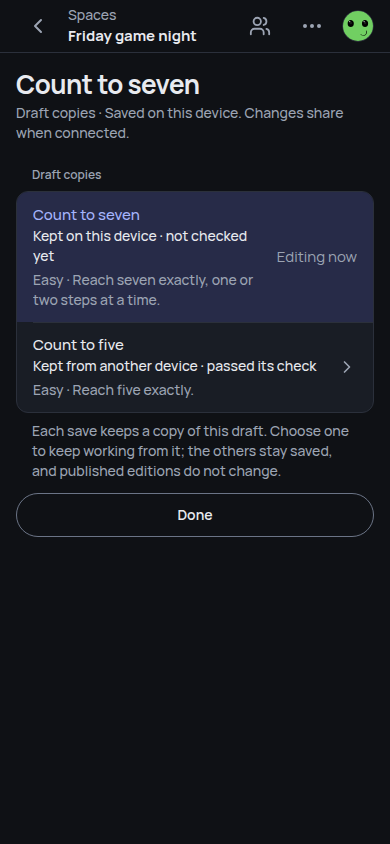 Spaces
Friday game night
Count to seven
Draft copies · Saved on this device. Changes share
when connected.
Draft copies
Count to seven
Kept on this device · not checked
yet
Editing now
Easy · Reach seven exactly, one or
two steps at a time.
Count to five
Kept from another device · passed its check
Easy · Reach five exactly.
Each save keeps a copy of this draft. Choose one
to keep working from it; the others stay saved,
and published editions do not change.
Done